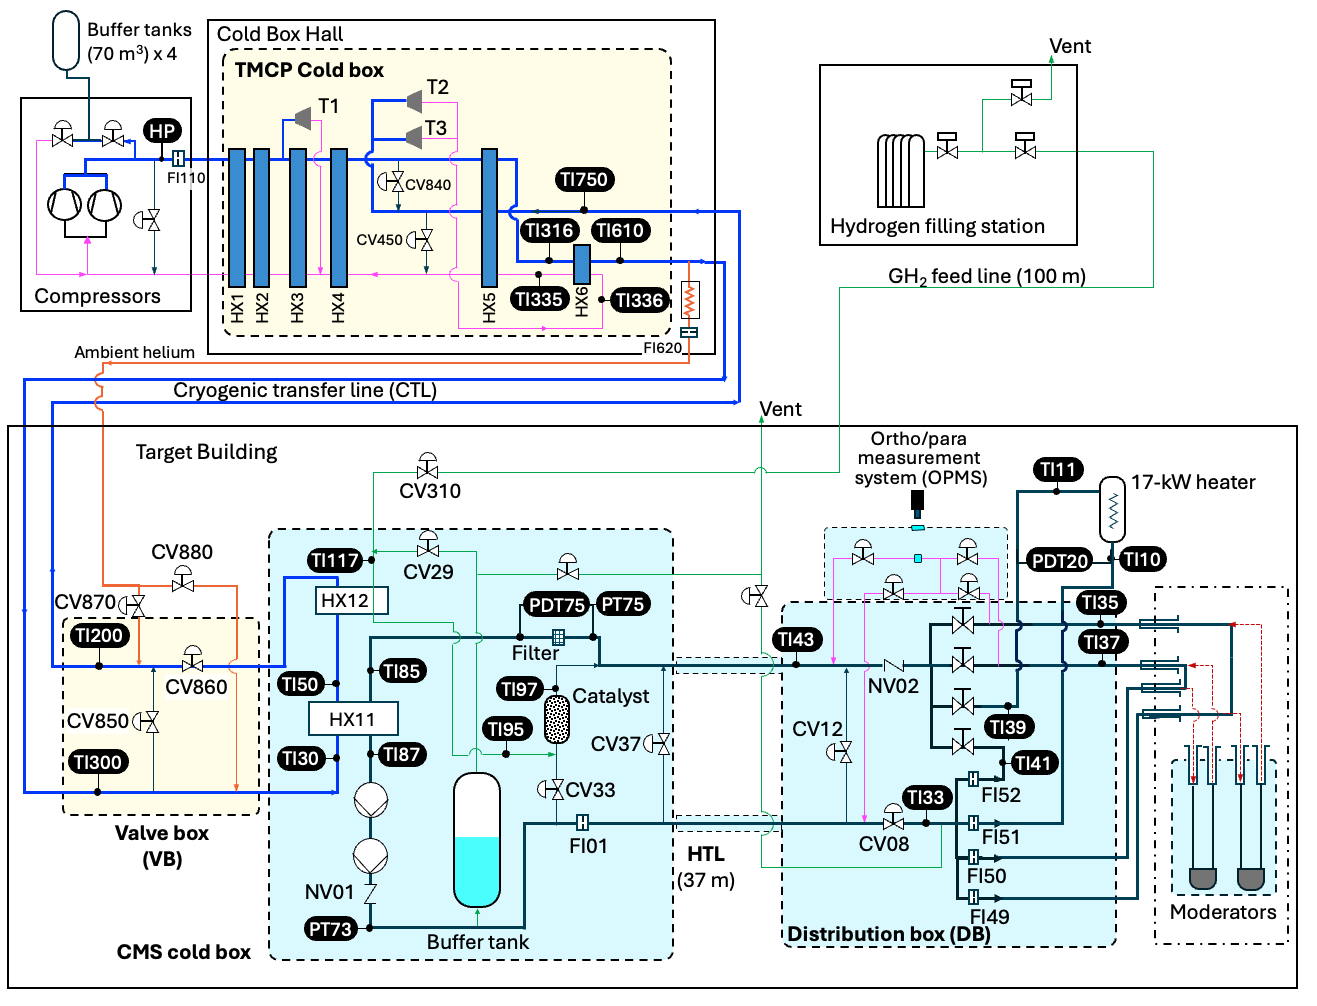 Buffer tanks
(70 m³) x 4
Cold Box Hall
TMCP Cold box
Vent
T1
T2
T3
HP
FI110
CV840
TI750
CV450
TI316
TI610
TI335
TI336
HX1
HX2
HX3
HX4
HX5
HX6
Compressors
FI620
Hydrogen filling station
GH₂ feed line (100 m)
Ambient helium
Cryogenic transfer line (CTL)
Vent
Target Building
Ortho/para
measurement
system (OPMS)
TI11
17-kW heater
CV310
CV880
TI117
CV29
PDT20
TI10
CV870
HX12
PDT75
PT75
TI35
TI200
Filter
TI43
TI37
CV860
TI50
TI85
TI97
Catalyst
NV02
CV850
HX11
TI95
CV37
CV12
TI39
TI300
TI30
TI87
TI41
CV33
TI33
FI52
Valve box
(VB)
FI01
HTL
(37 m)
CV08
FI51
FI50
NV01
FI49
Moderators
PT73
Buffer tank
CMS cold box
Distribution box (DB)